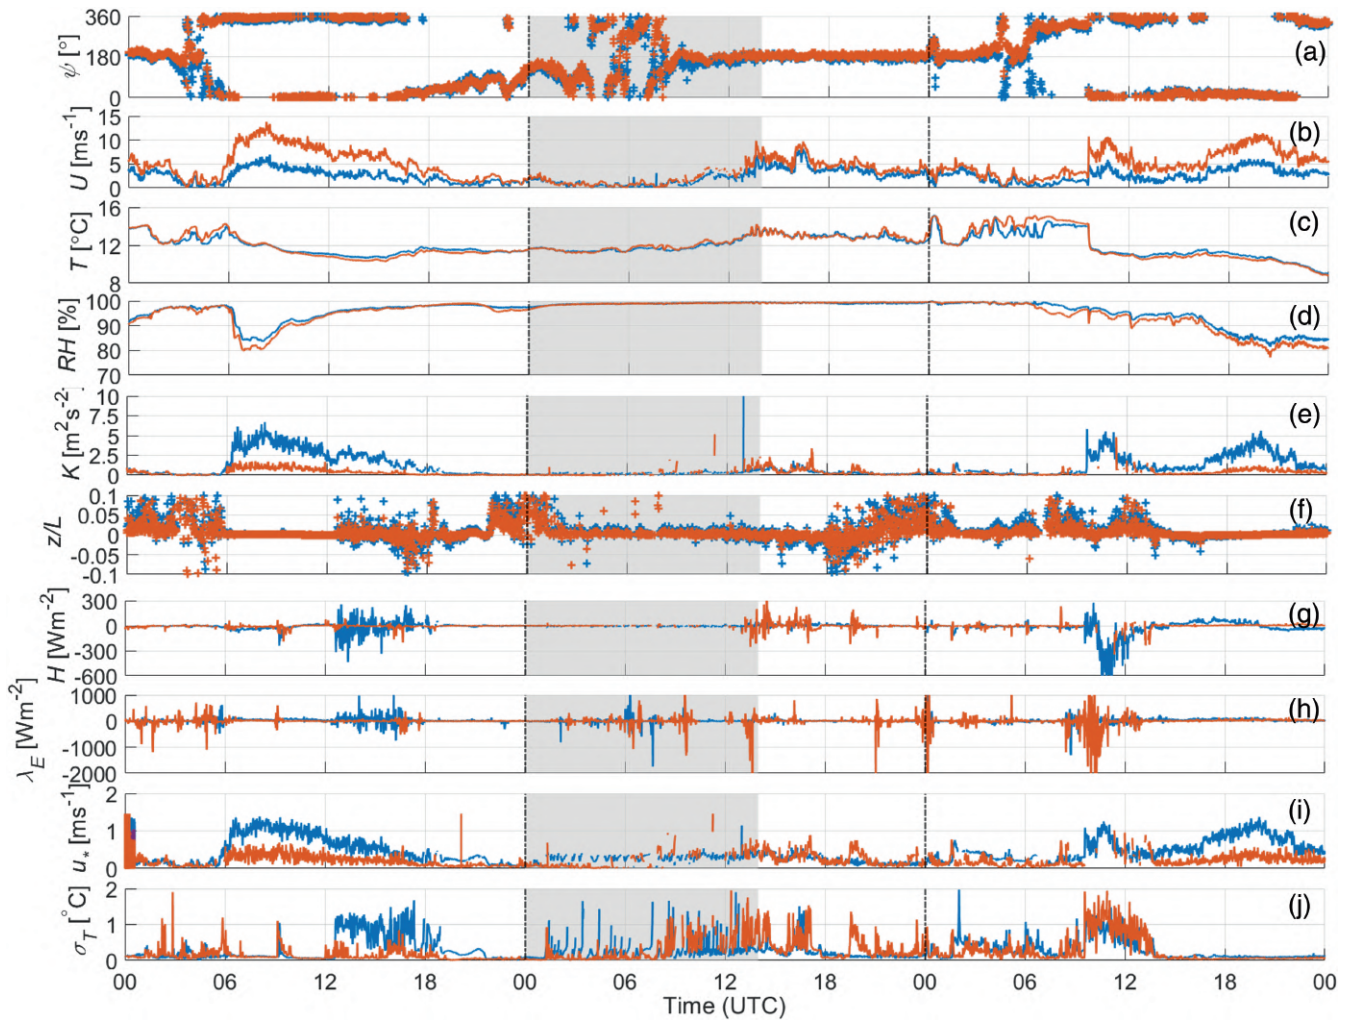 360
180
0
ψ [°]
(a)
15
10
5
0
U [ms⁻¹]
(b)
16
12
8
T [°C]
(c)
100
90
80
70
RH [%]
(d)
10
7.5
5
2.5
0
K [m²s⁻²]
(e)
0.1
0.05
0
-0.05
-0.1
z/L
(f)
300
0
-300
-600
H [Wm⁻²]
(g)
1000
0
-1000
-2000
λ_E [Wm⁻²]
(h)
2
1
0
u_* [ms⁻¹]
(i)
2
1
0
σ_T [°C]
(j)
00 06 12 18 00 06 12 18 00 06 12 18 00
Time (UTC)